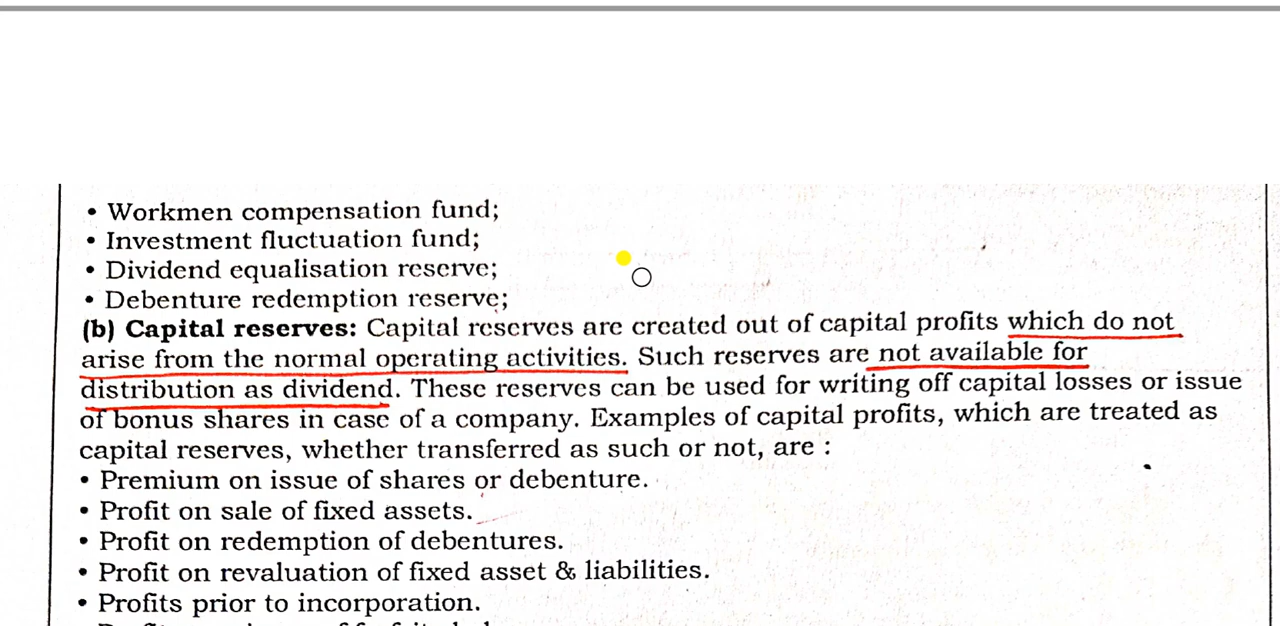 • Workmen compensation fund;
• Investment fluctuation fund;
• Dividend equalisation reserve;
• Debenture redemption reserve;
(b) Capital reserves: Capital reserves are created out of capital profits which do not
arise from the normal operating activities. Such reserves are not available for
distribution as dividend. These reserves can be used for writing off capital losses or issue
of bonus shares in case of a company. Examples of capital profits, which are treated as
capital reserves, whether transferred as such or not, are :
• Premium on issue of shares or debenture.
• Profit on sale of fixed assets.
• Profit on redemption of debentures.
• Profit on revaluation of fixed asset & liabilities.
• Profits prior to incorporation.